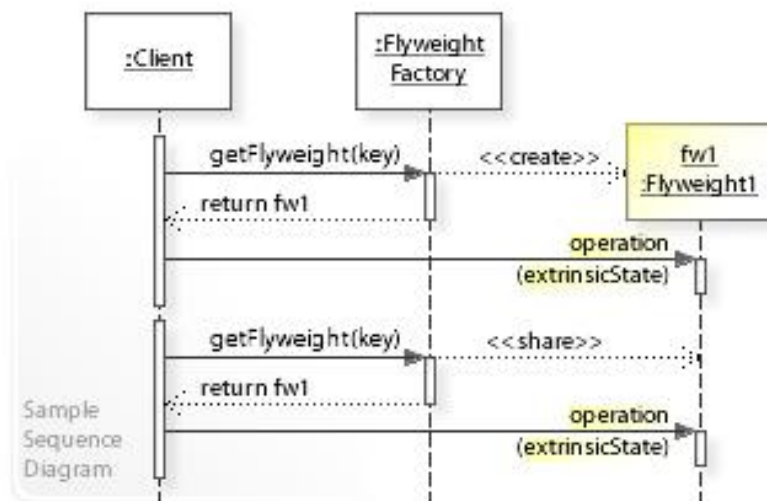 :Client
:Flyweight
Factory
getFlyweight(key)
<<create>>
fw1
:Flyweight1
return fw1
operation
(extrinsicState)
getFlyweight(key)
<<share>>
return fw1
operation
(extrinsicState)
Sample
Sequence
Diagram